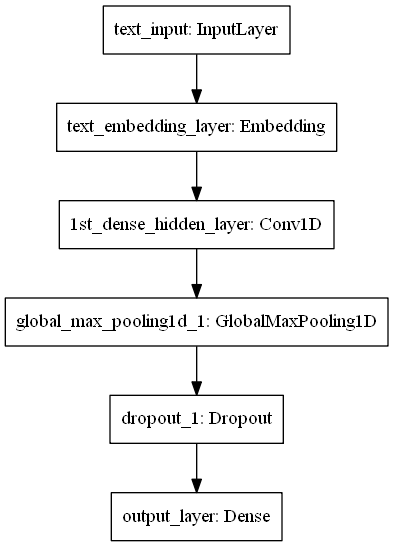 text_input: InputLayer
text_embedding_layer: Embedding
1st_dense_hidden_layer: Conv1D
global_max_pooling1d_1: GlobalMaxPooling1D
dropout_1: Dropout
output_layer: Dense